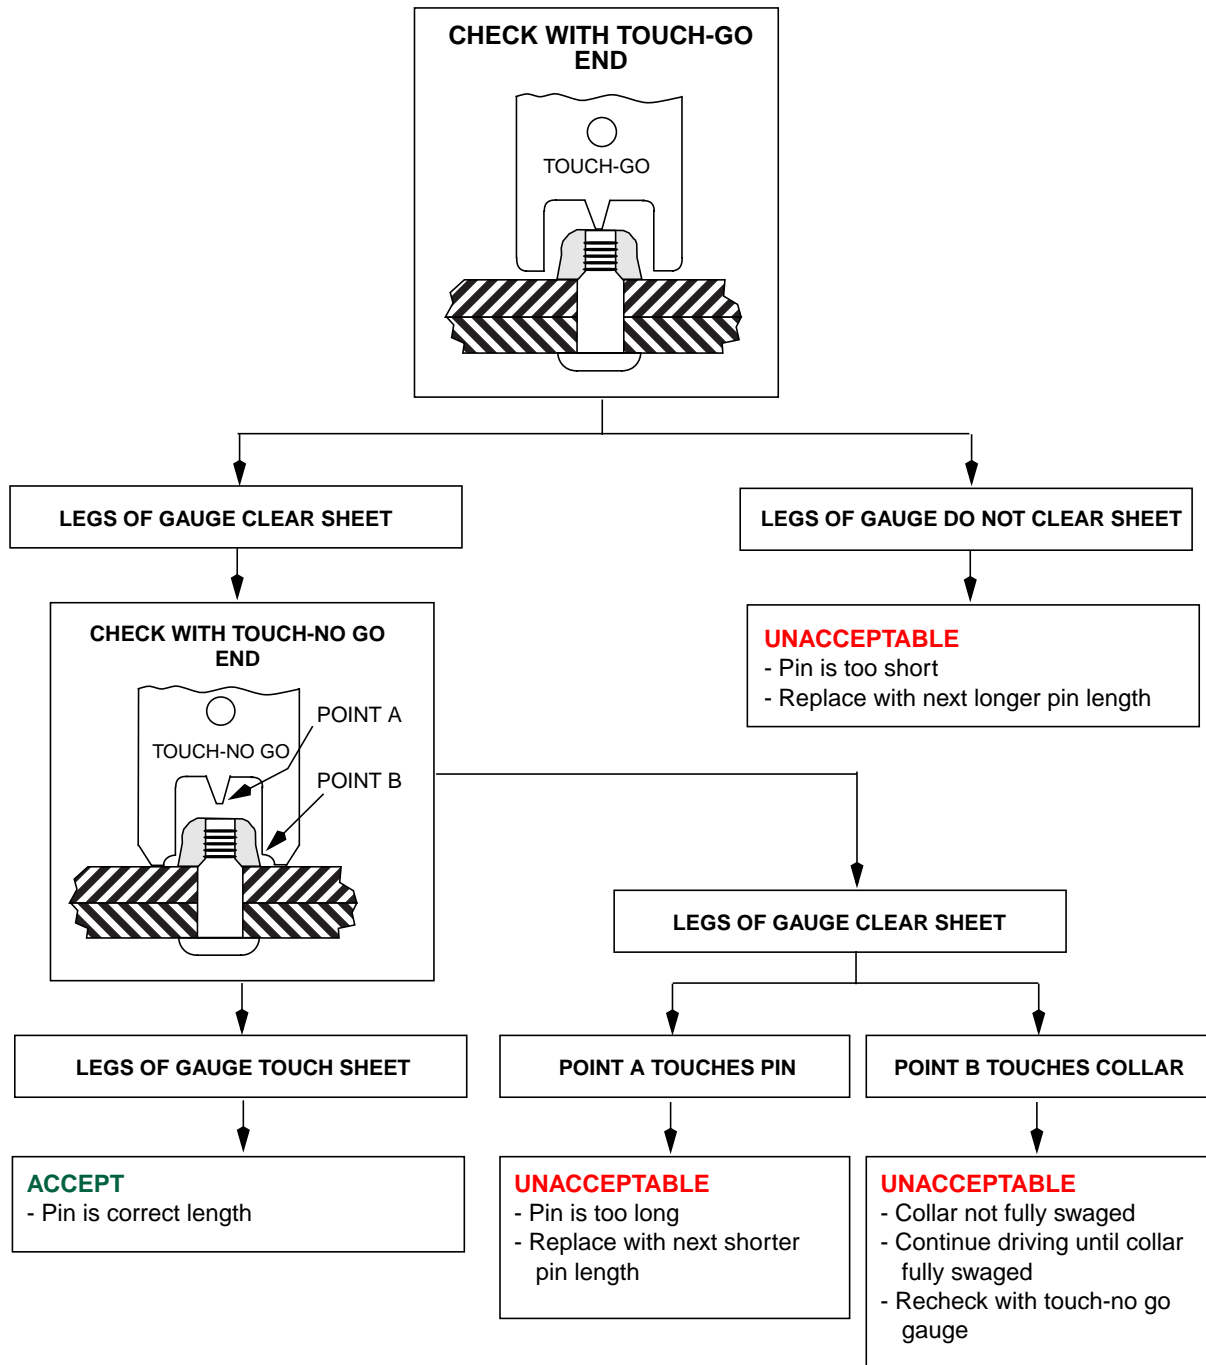 CHECK WITH TOUCH-GO
END
TOUCH-GO
LEGS OF GAUGE CLEAR SHEET
LEGS OF GAUGE DO NOT CLEAR SHEET
CHECK WITH TOUCH-NO GO
END
POINT A
TOUCH-NO GO
POINT B
UNACCEPTABLE
- Pin is too short
- Replace with next longer pin length
LEGS OF GAUGE CLEAR SHEET
LEGS OF GAUGE TOUCH SHEET
POINT A TOUCHES PIN
POINT B TOUCHES COLLAR
ACCEPT
- Pin is correct length
UNACCEPTABLE
- Pin is too long
- Replace with next shorter
pin length
UNACCEPTABLE
- Collar not fully swaged
- Continue driving until collar
fully swaged
- Recheck with touch-no go
gauge